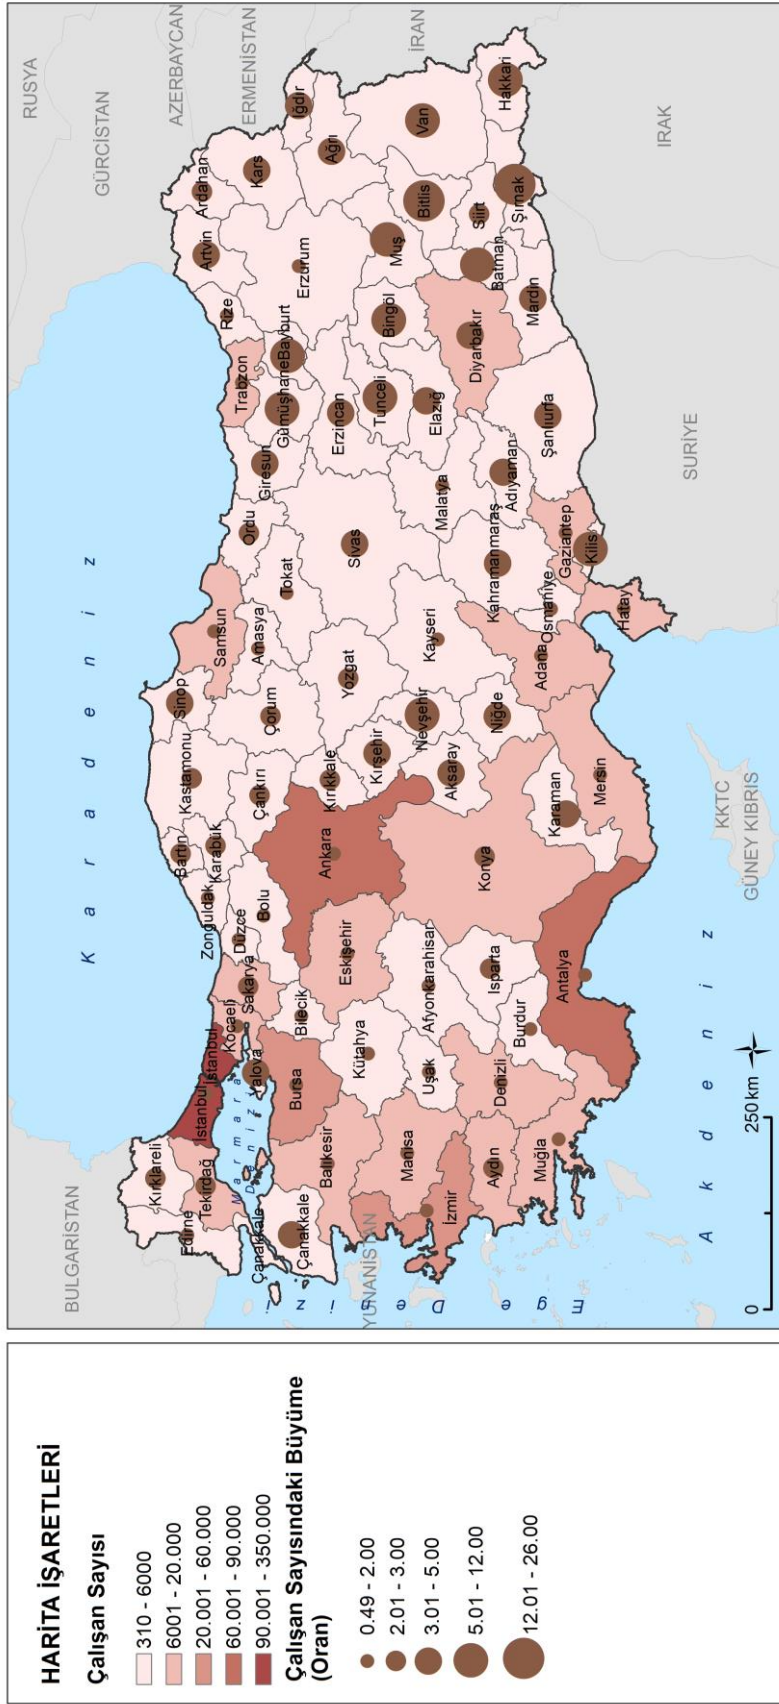 HARİTA İŞARETLERİ
Çalışan Sayısı
310 - 6000
6001 - 20.000
20.001 - 60.000
60.001 - 90.000
90.001 - 350.000
Çalışan Sayısındaki Büyüme
(Oran)
0.49 - 2.00
2.01 - 3.00
3.01 - 5.00
5.01 - 12.00
12.01 - 26.00
BULGARİSTAN
RUSYA
GÜRCİSTAN
AZERBAYCAN
ERMENİSTAN
İRAN
IRAK
SURİYE
KKTC
GÜNEY KIBRIS
YUNANİSTAN
Karadeniz
Marmara
Denizi
Ege Denizi
Akdeniz
Kırklareli
Edirne
Tekirdağ
İstanbul
İstanbul
Kocaeli
Yalova
Sakarya
Düzce
Zonguldak
Bartın
Karabük
Kastamonu
Sinop
Samsun
Ordu
Giresun
Trabzon
Rize
Artvin
Ardahan
Çanakkale
Çanakkale
Balıkesir
Bursa
Bilecik
Bolu
Çankırı
Çorum
Amasya
Tokat
Gümüşhane
Bayburt
Erzurum
Kars
Iğdır
Ağrı
Kütahya
Eskişehir
Ankara
Kırıkkale
Kırşehir
Yozgat
Sivas
Erzincan
Tunceli
Bingöl
Muş
Bitlis
Van
Manisa
İzmir
Uşak
Afyonkarahisar
Konya
Aksaray
Nevşehir
Kayseri
Malatya
Elazığ
Diyarbakır
Batman
Siirt
Şırnak
Hakkari
Aydın
Denizli
Muğla
Burdur
Isparta
Antalya
Karaman
Mersin
Niğde
Adana
Osmaniye
Hatay
Kahramanmaraş
Gaziantep
Kilis
Adıyaman
Şanlıurfa
Mardin
0
250 km